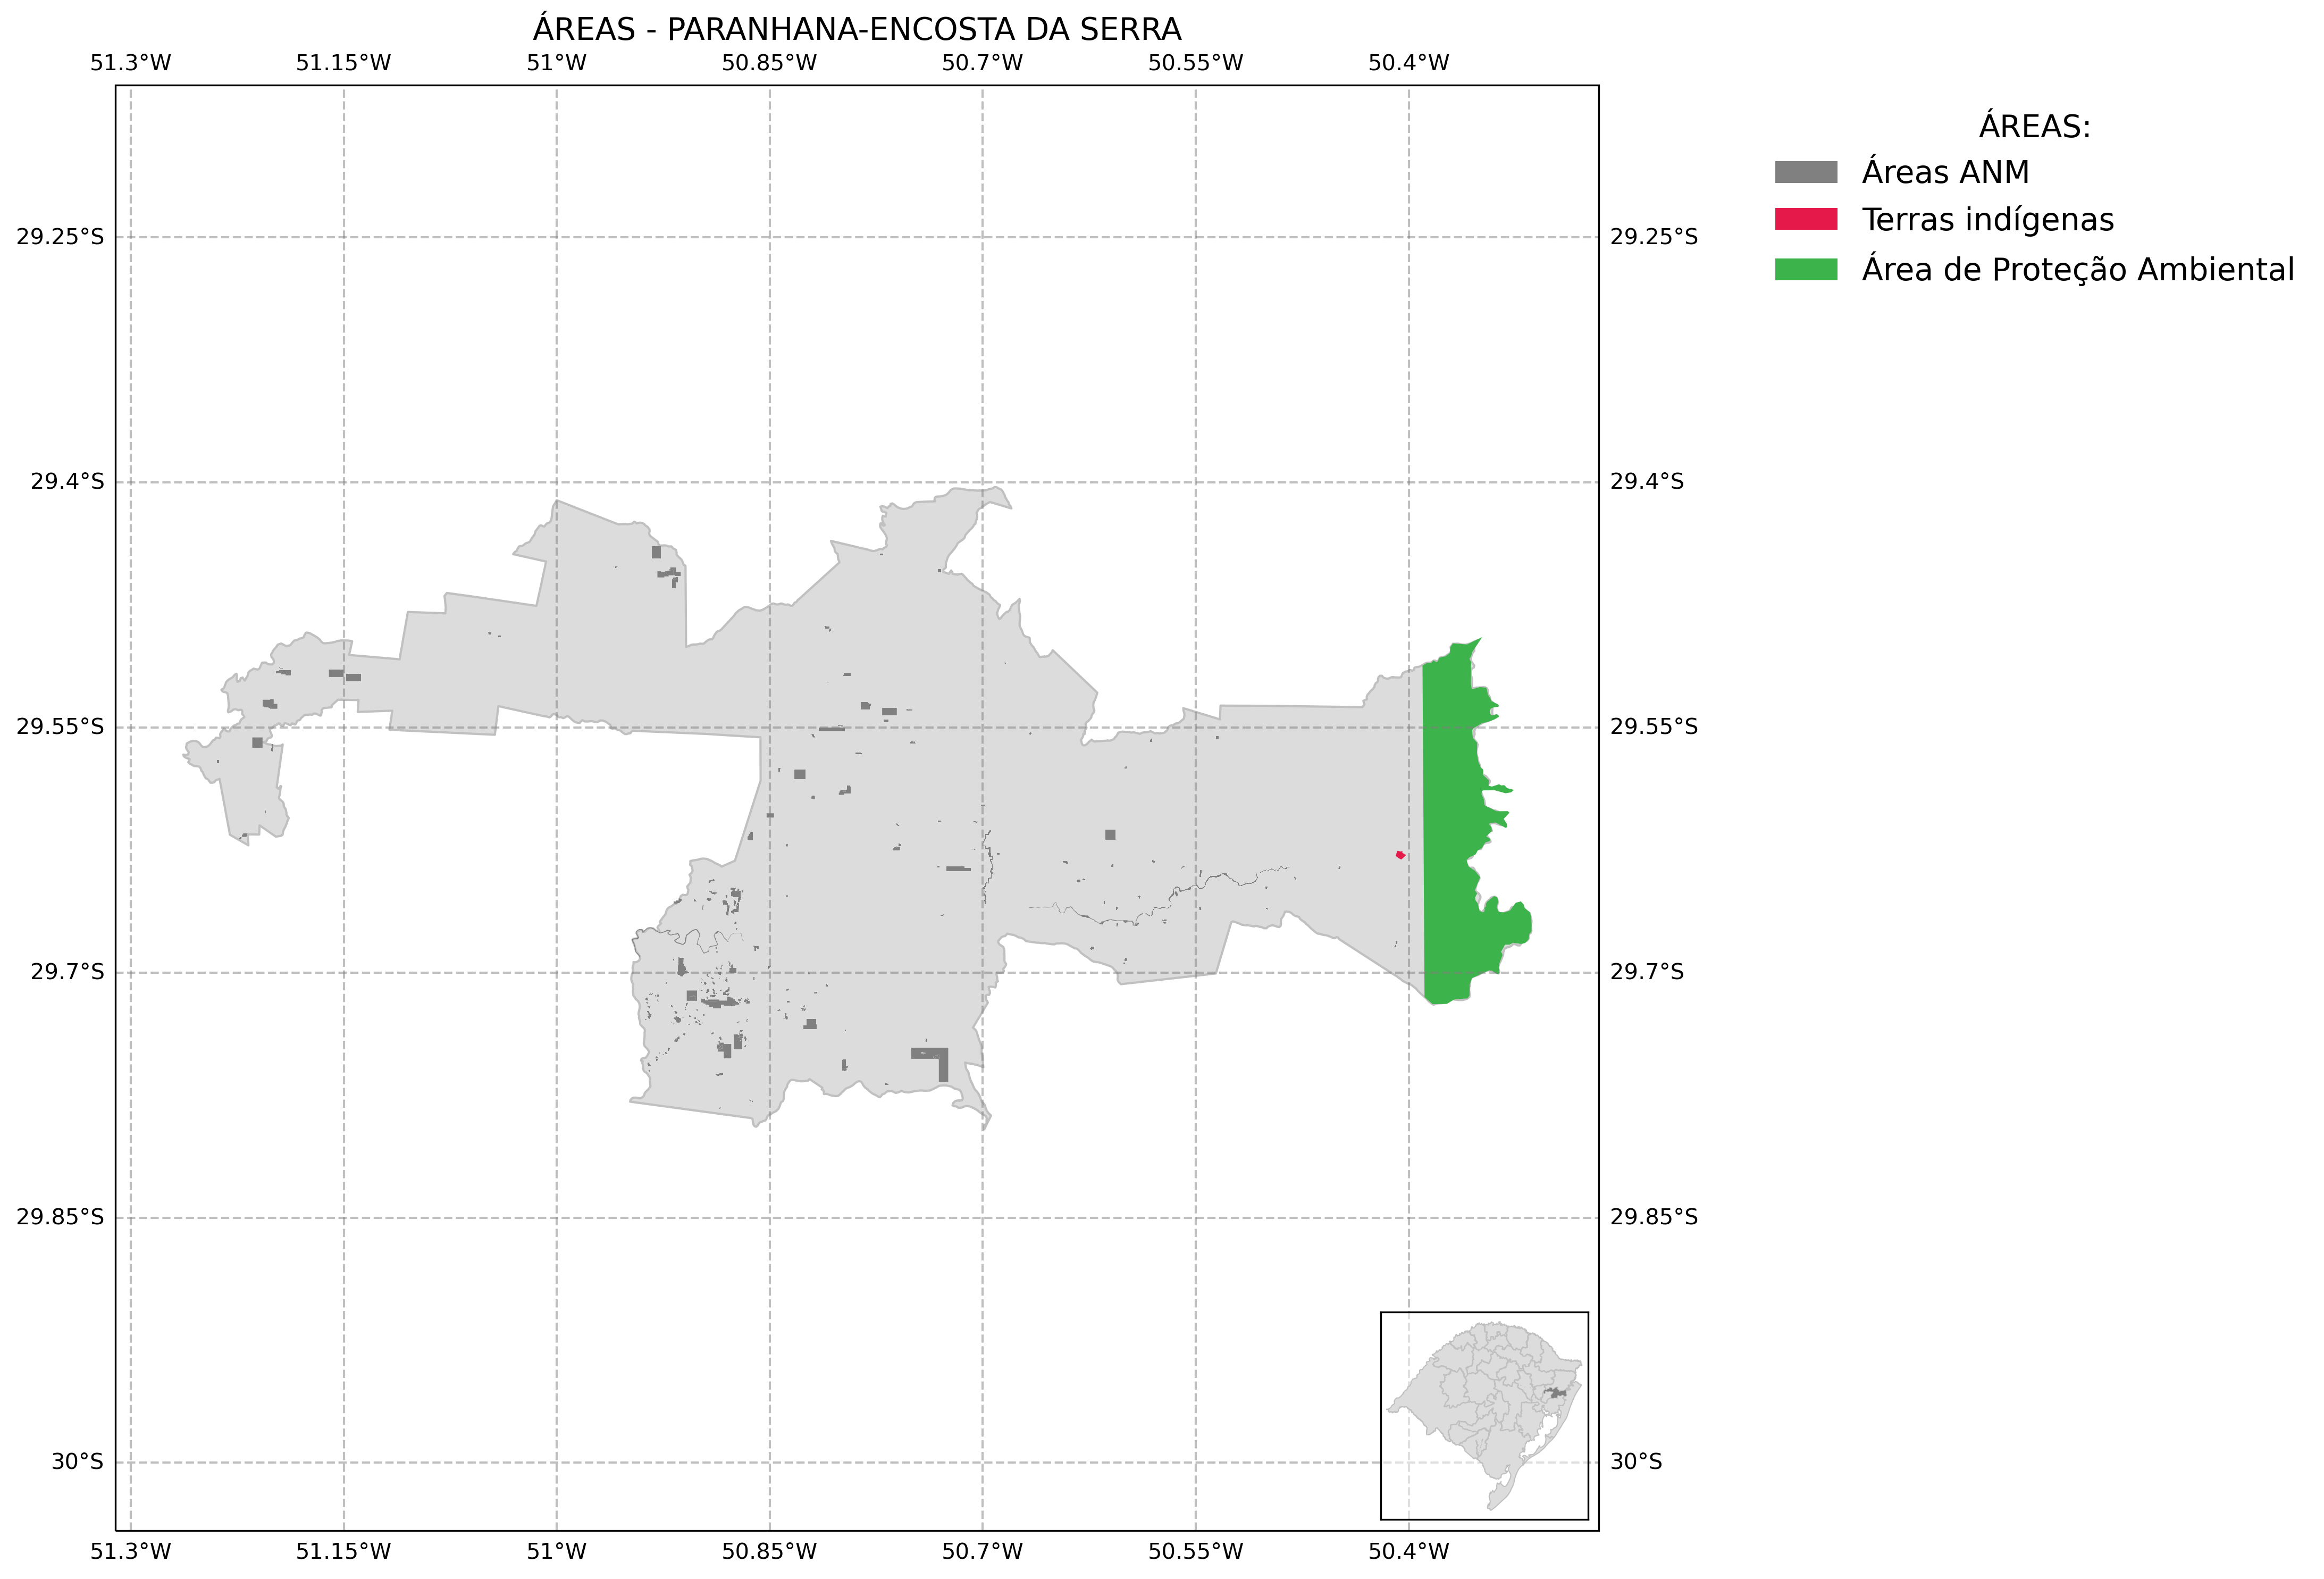 ÁREAS - PARANHANA-ENCOSTA DA SERRA
51.3°W 51.15°W 51°W 50.85°W 50.7°W 50.55°W 50.4°W
ÁREAS:
Áreas ANM
Terras indígenas
Área de Proteção Ambiental
29.25°S 29.25°S
29.4°S 29.4°S
29.55°S 29.55°S
29.7°S 29.7°S
29.85°S 29.85°S
30°S 30°S
51.3°W 51.15°W 51°W 50.85°W 50.7°W 50.55°W 50.4°W